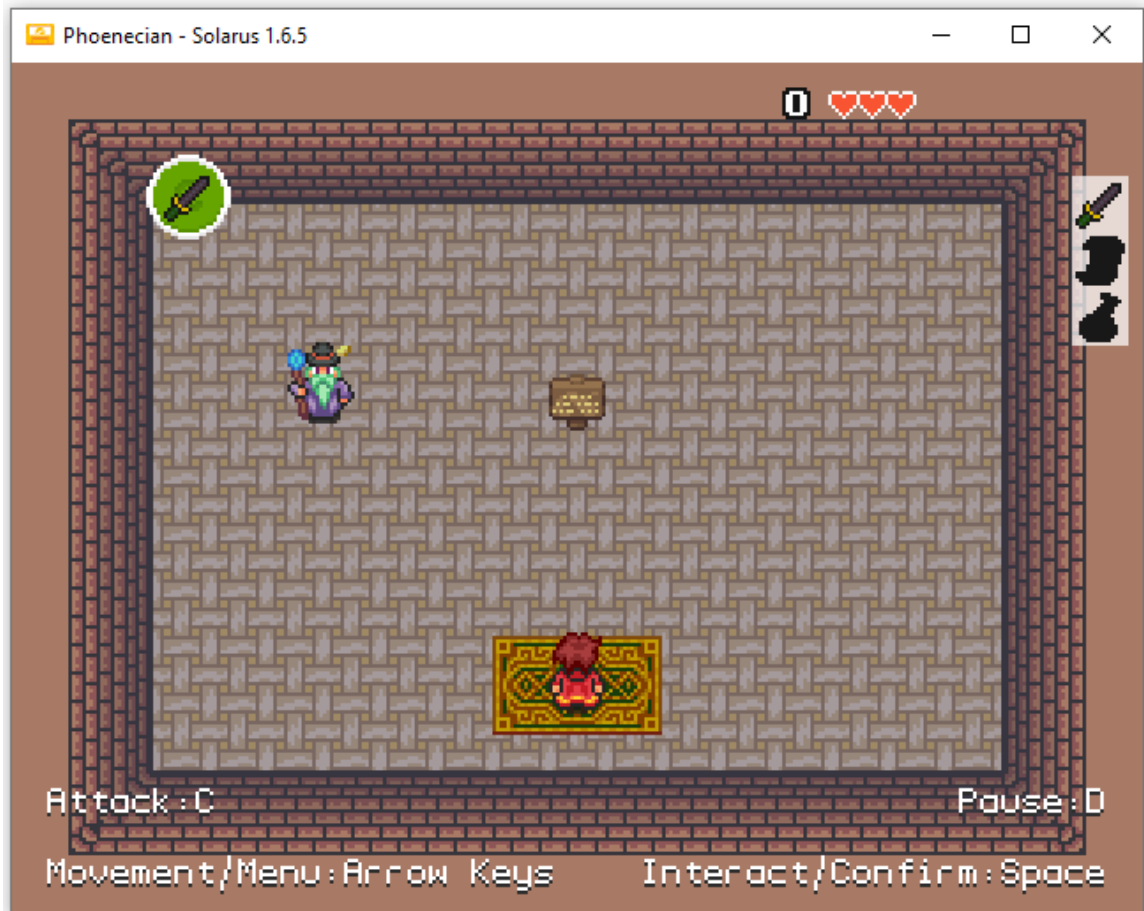 Phoenecian - Solarus 1.6.5
0
Attack:C
Pause:D
Movement/Menu:Arrow Keys
Interact/Confirm:Space